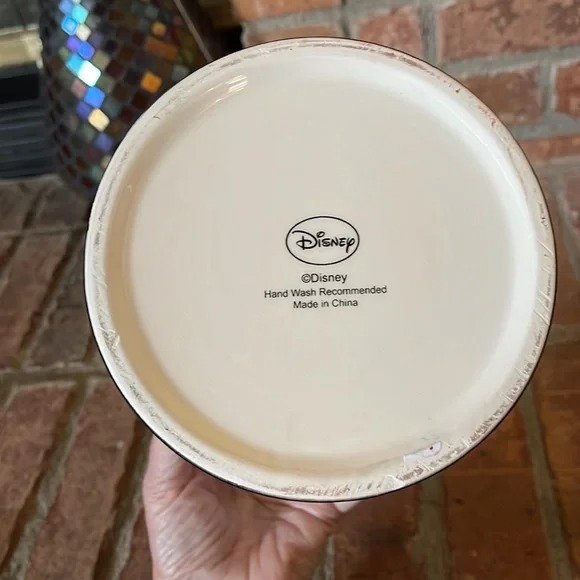 Disney
©Disney
Hand Wash Recommended
Made in China